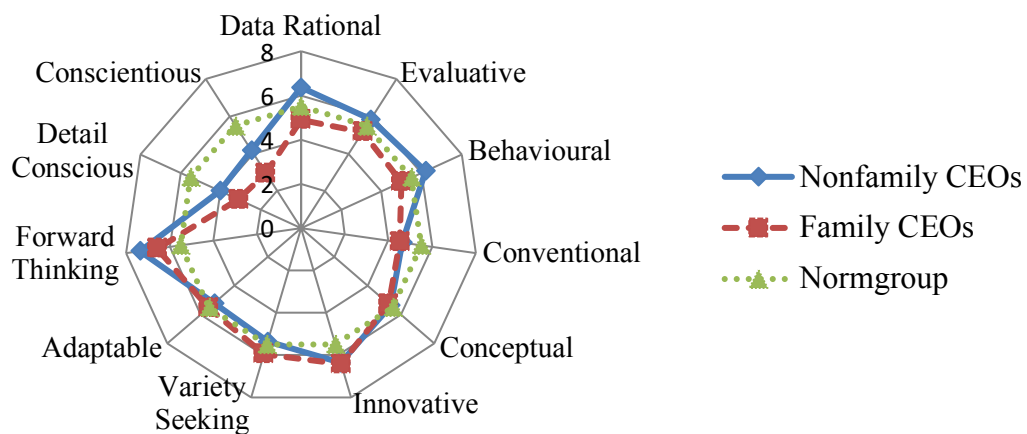 Data Rational
8
Conscientious
Evaluative
6
Detail
Conscious
4
Behavioural
Nonfamily CEOs
2
Family CEOs
0
Forward
Thinking
Conventional
Normgroup
Adaptable
Conceptual
Variety
Seeking
Innovative